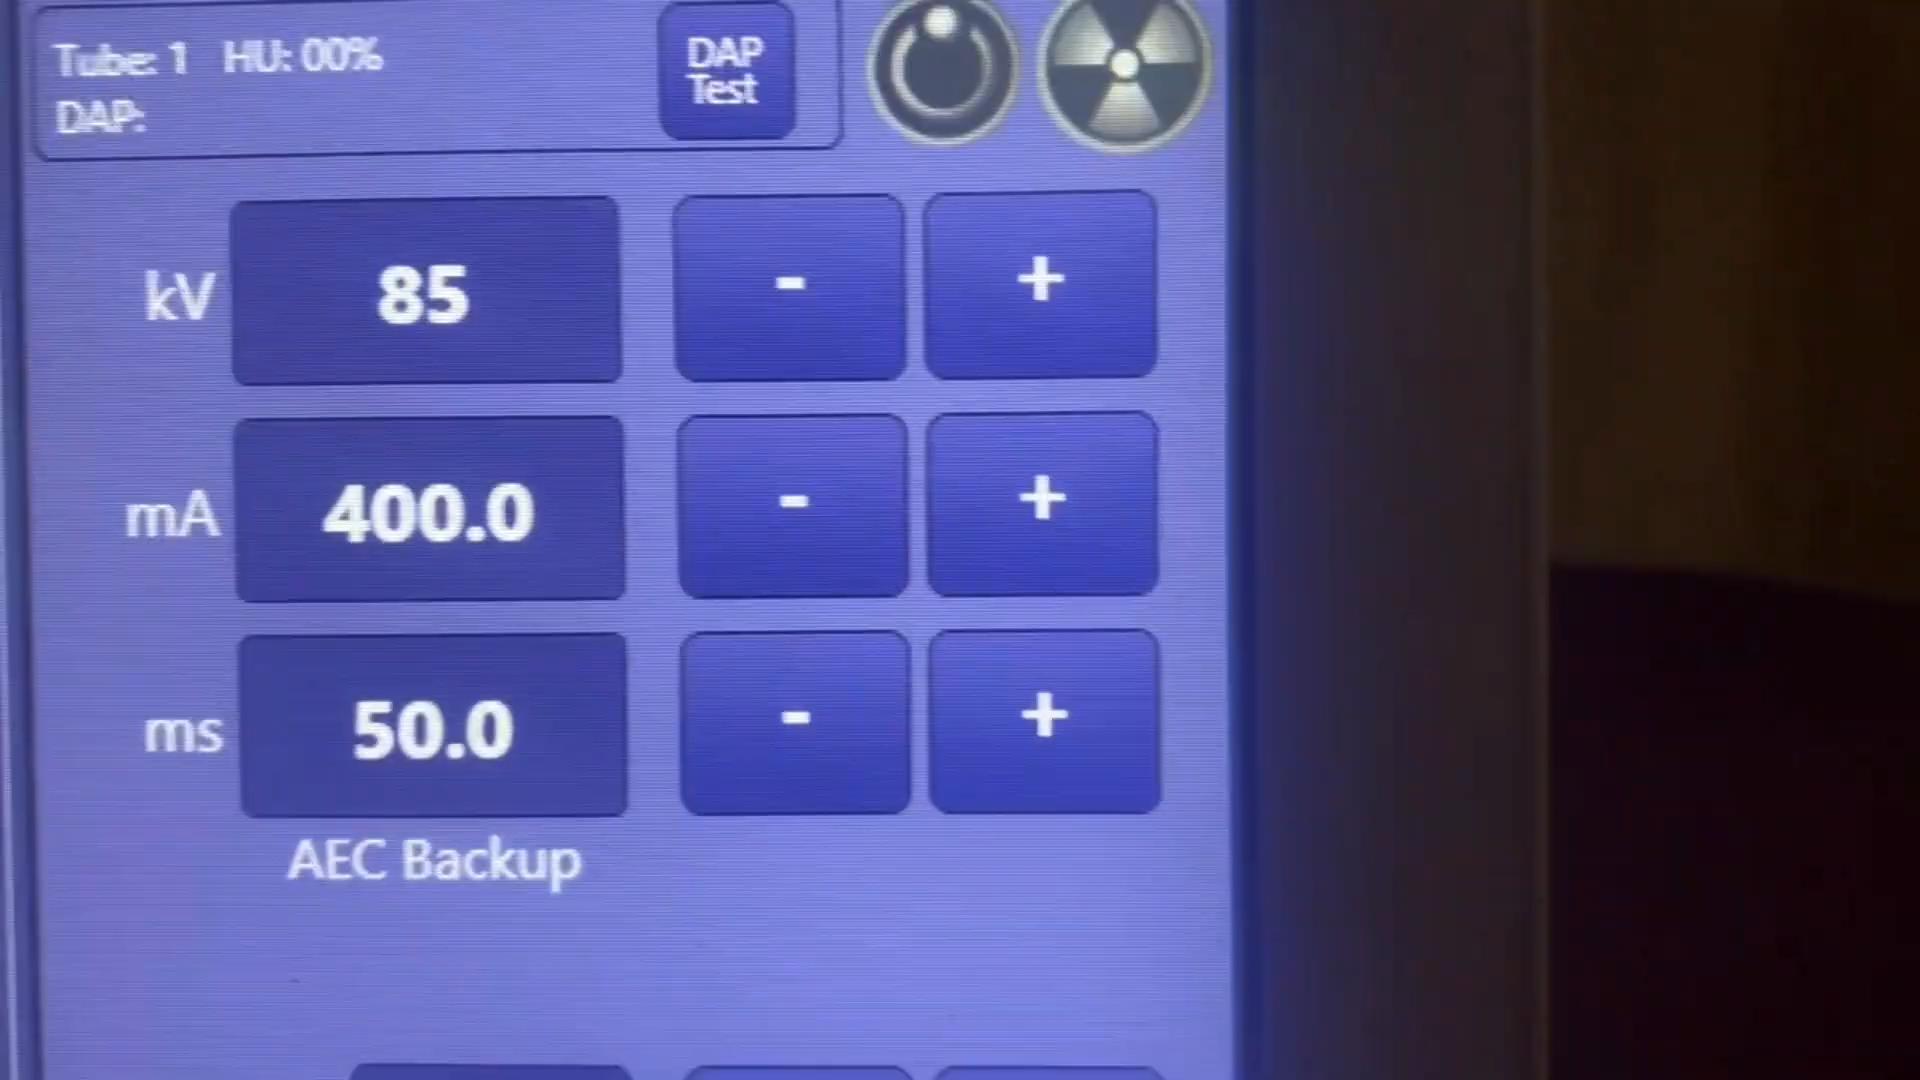 Tube: 1 HU: 00%
DAP:
DAP
Test
kV 85 - +
mA 400.0 - +
ms 50.0 - +
AEC Backup